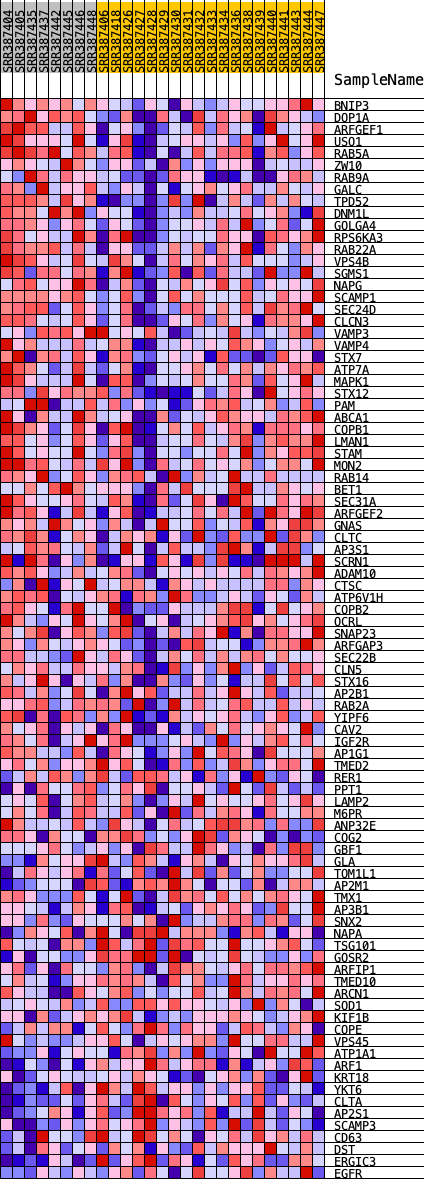 SRR387404
SRR387405
SRR387435
SRR387437
SRR387442
SRR387445
SRR387446
SRR387448
SRR387406
SRR387418
SRR387426
SRR387427
SRR387428
SRR387429
SRR387430
SRR387431
SRR387432
SRR387433
SRR387434
SRR387436
SRR387438
SRR387439
SRR387440
SRR387441
SRR387443
SRR387444
SRR387447
SampleName
BNIP3
DOP1A
ARFGEF1
USO1
RAB5A
ZW10
RAB9A
GALC
TPD52
DNM1L
GOLGA4
RPS6KA3
RAB22A
VPS4B
SGMS1
NAPG
SCAMP1
SEC24D
CLCN3
VAMP3
VAMP4
STX7
ATP7A
MAPK1
STX12
PAM
ABCA1
COPB1
LMAN1
STAM
MON2
RAB14
BET1
SEC31A
ARFGEF2
GNAS
CLTC
AP3S1
SCRN1
ADAM10
CTSC
ATP6V1H
COPB2
OCRL
SNAP23
ARFGAP3
SEC22B
CLN5
STX16
AP2B1
RAB2A
YIPF6
CAV2
IGF2R
AP1G1
TMED2
RER1
PPT1
LAMP2
M6PR
ANP32E
COG2
GBF1
GLA
TOM1L1
AP2M1
TMX1
AP3B1
SNX2
NAPA
TSG101
GOSR2
ARFIP1
TMED10
ARCN1
SOD1
KIF1B
COPE
VPS45
ATP1A1
ARF1
KRT18
YKT6
CLTA
AP2S1
SCAMP3
CD63
DST
ERGIC3
EGFR